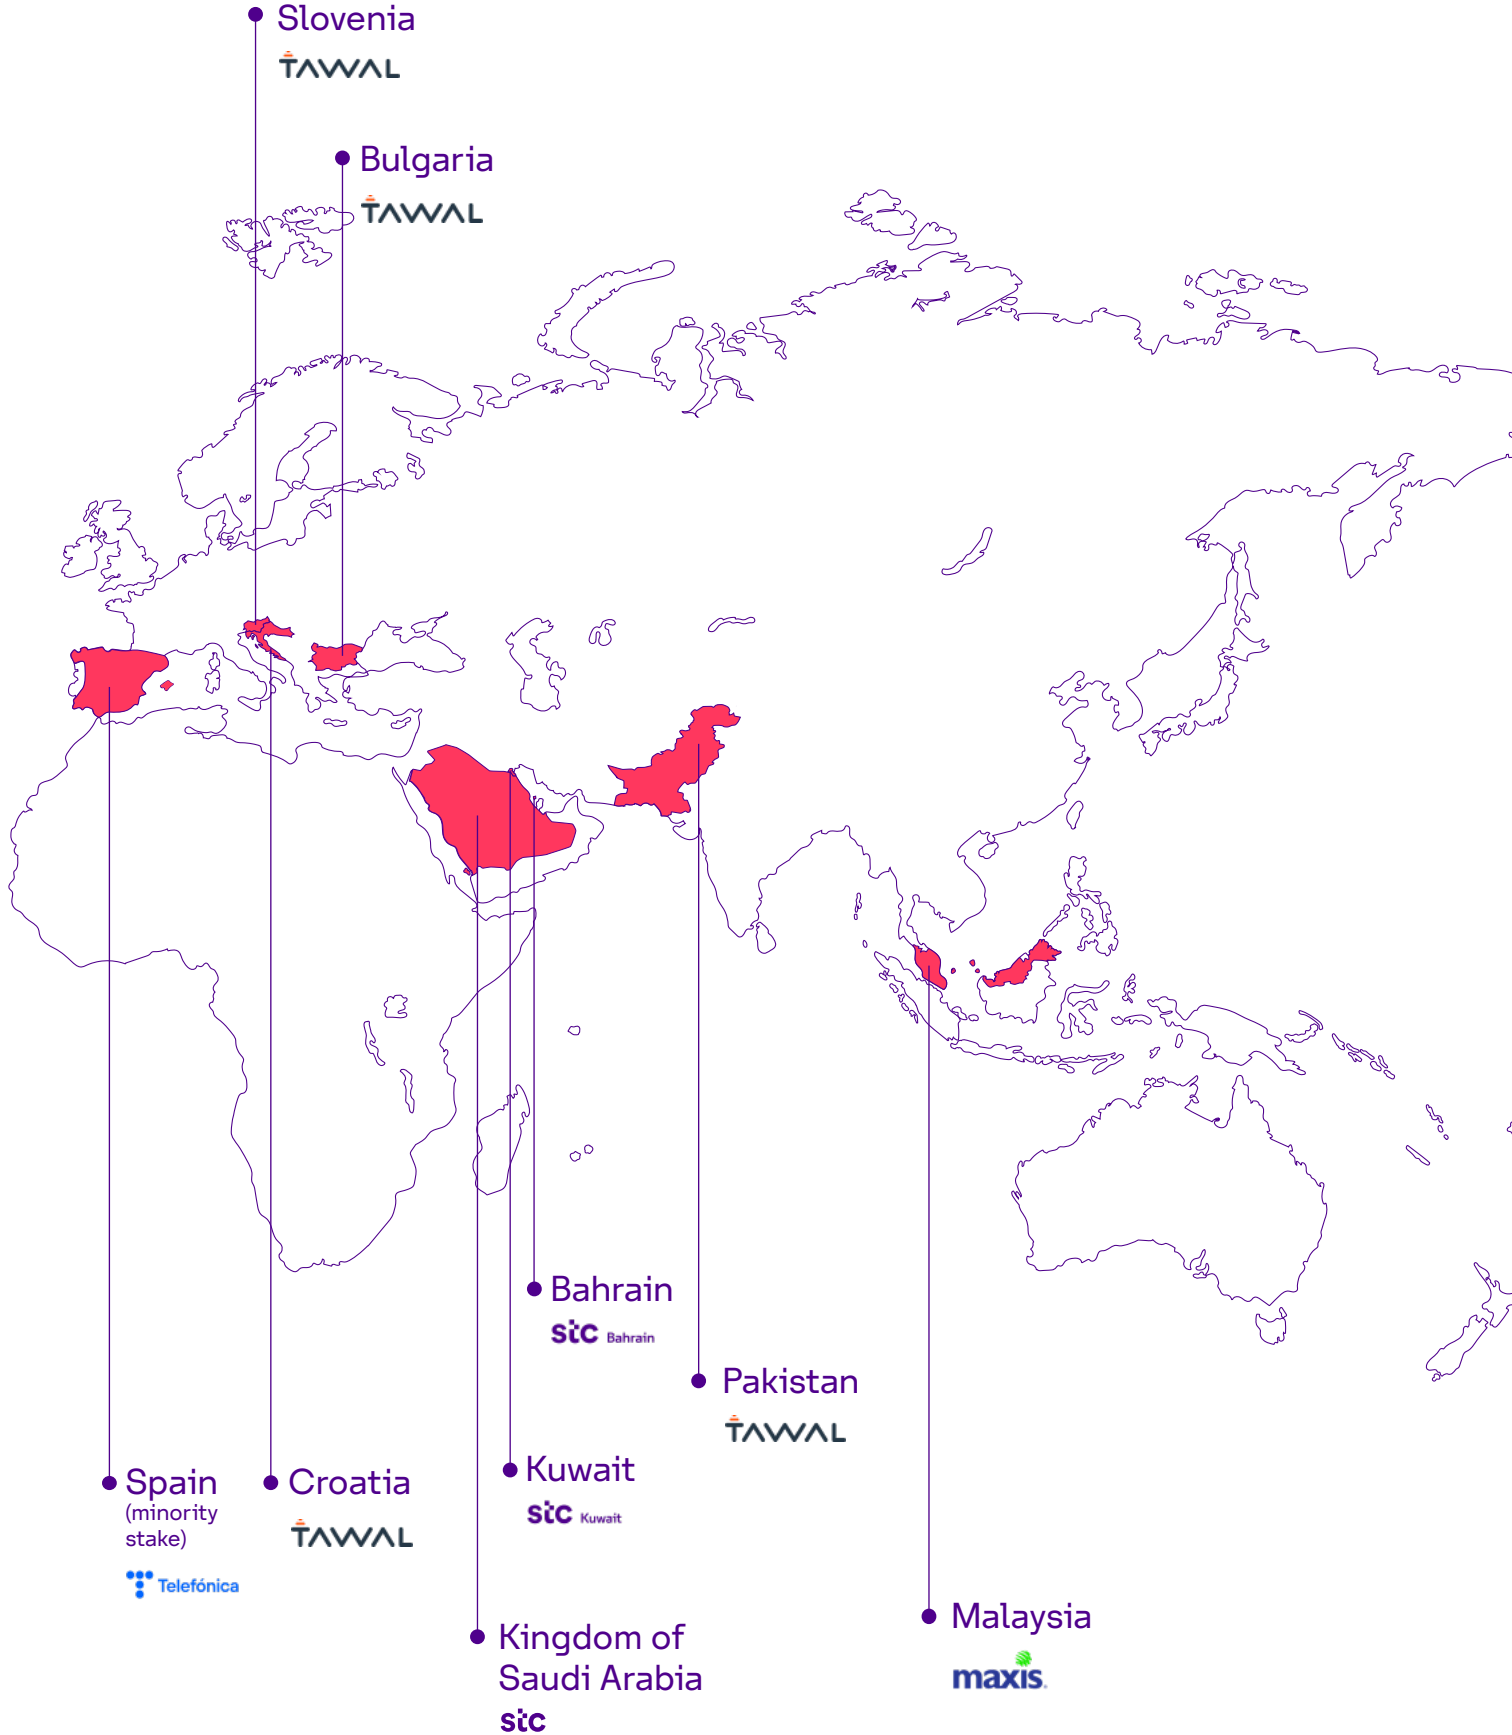 Slovenia
TAWAL
Bulgaria
TAWAL
Bahrain
stc Bahrain
Pakistan
TAWAL
Kuwait
stc Kuwait
Spain
(minority
stake)
Telefónica
Croatia
TAWAL
Kingdom of
Saudi Arabia
stc
Malaysia
maxis.